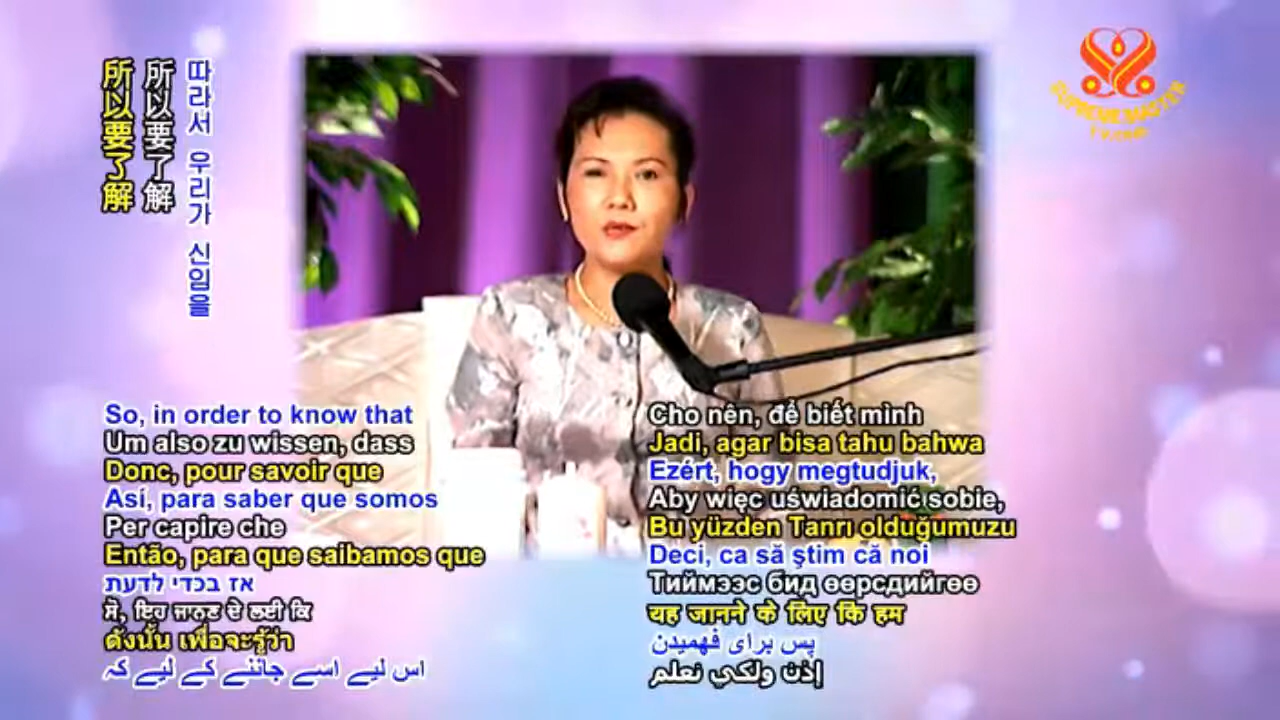 所以要了解
所以要了解
따라서 우리가 신임을
SUPREME MASTER
TV.com
So, in order to know that
Um also zu wissen, dass
Donc, pour savoir que
Así, para saber que somos
Per capire che
Então, para que saibamos que
אז בכדי לדעת
ਸੋ, ਇਹ ਜਾਨਣ ਦੇ ਲਈ ਕਿ
ดังนั้น เพื่อจะรู้ว่า
اس لیے اسے جاننے کے لیے کہ
Cho nên, để biết mình
Jadi, agar bisa tahu bahwa
Ezért, hogy megtudjuk,
Aby więc uświadomić sobie,
Bu yüzden Tanrı olduğumuzu
Deci, ca să ştim că noi
Тиймээс бид өөрсдийгөө
यह जानने के लिए कि हम
پس برای فهمیدن
إذن ولكي نعلم